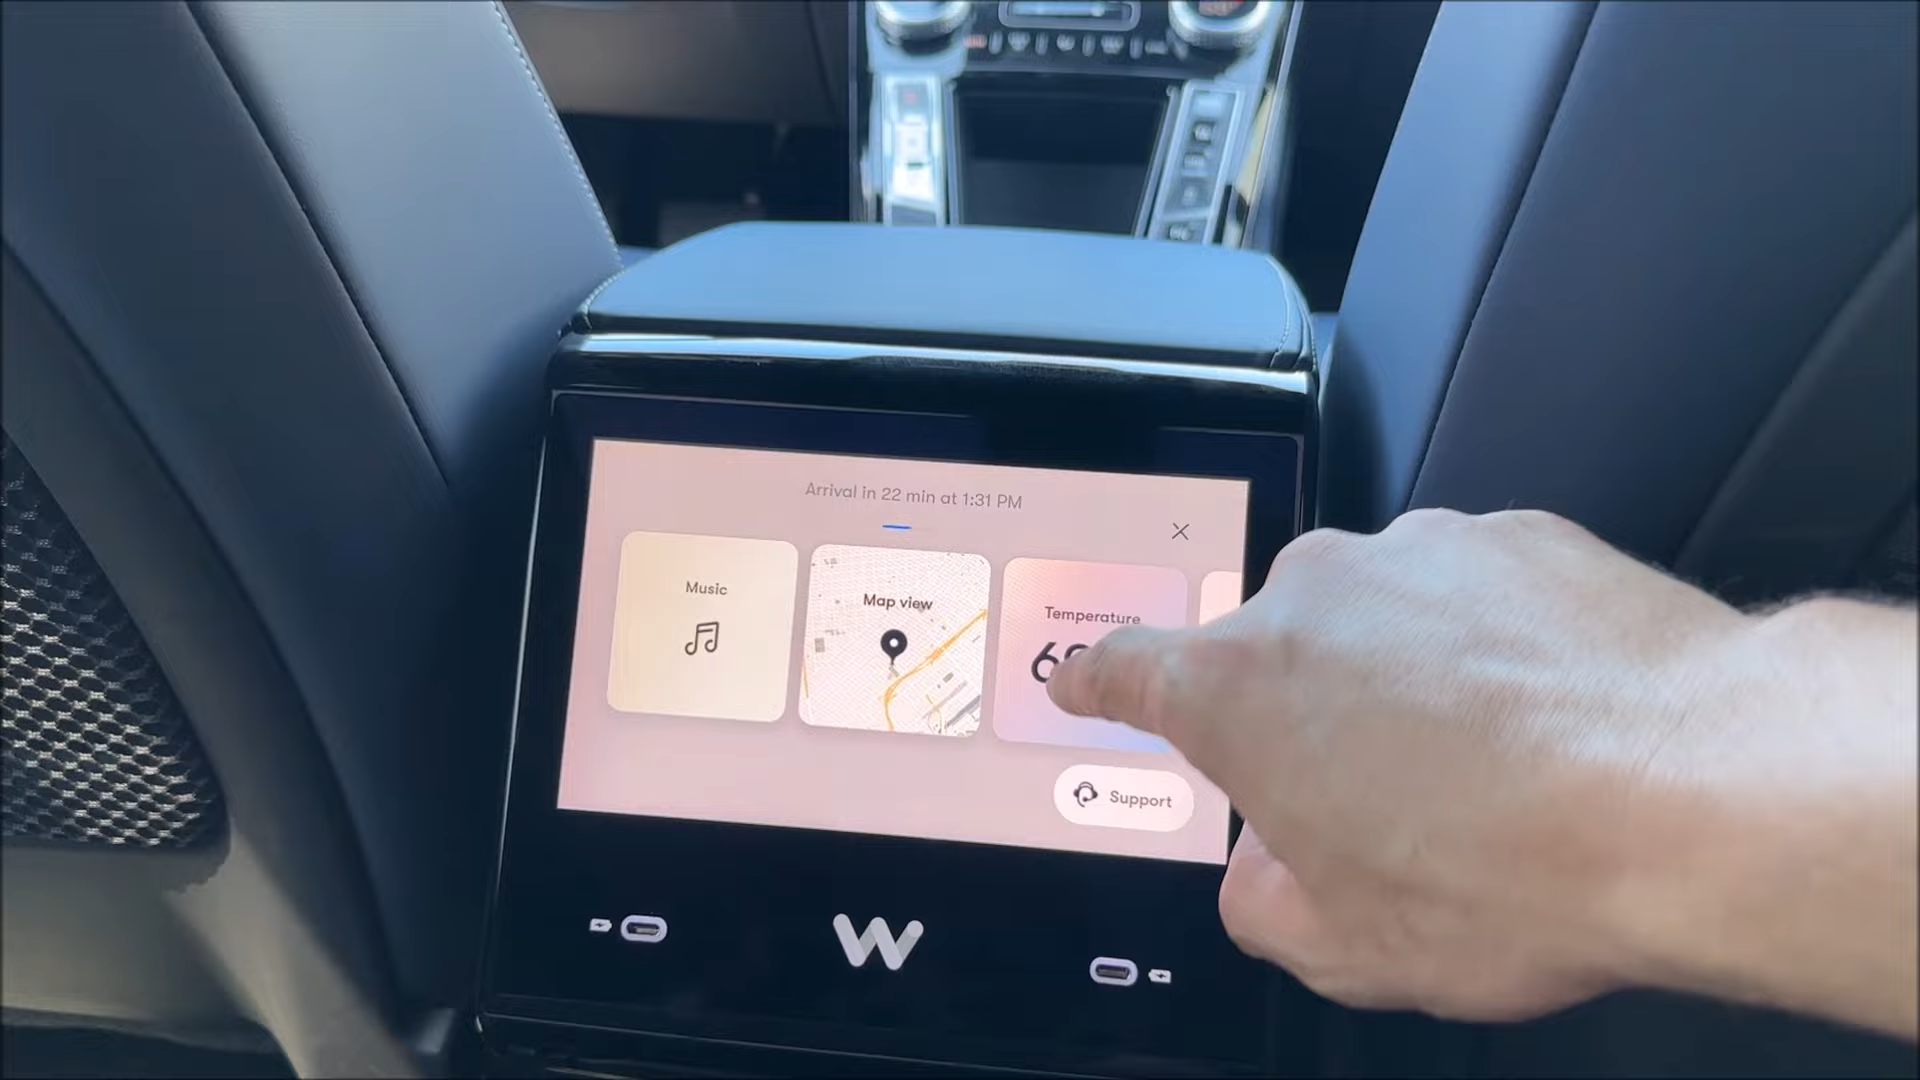 Arrival in 22 min at 1:31 PM
Music
Map view
Temperature
Support